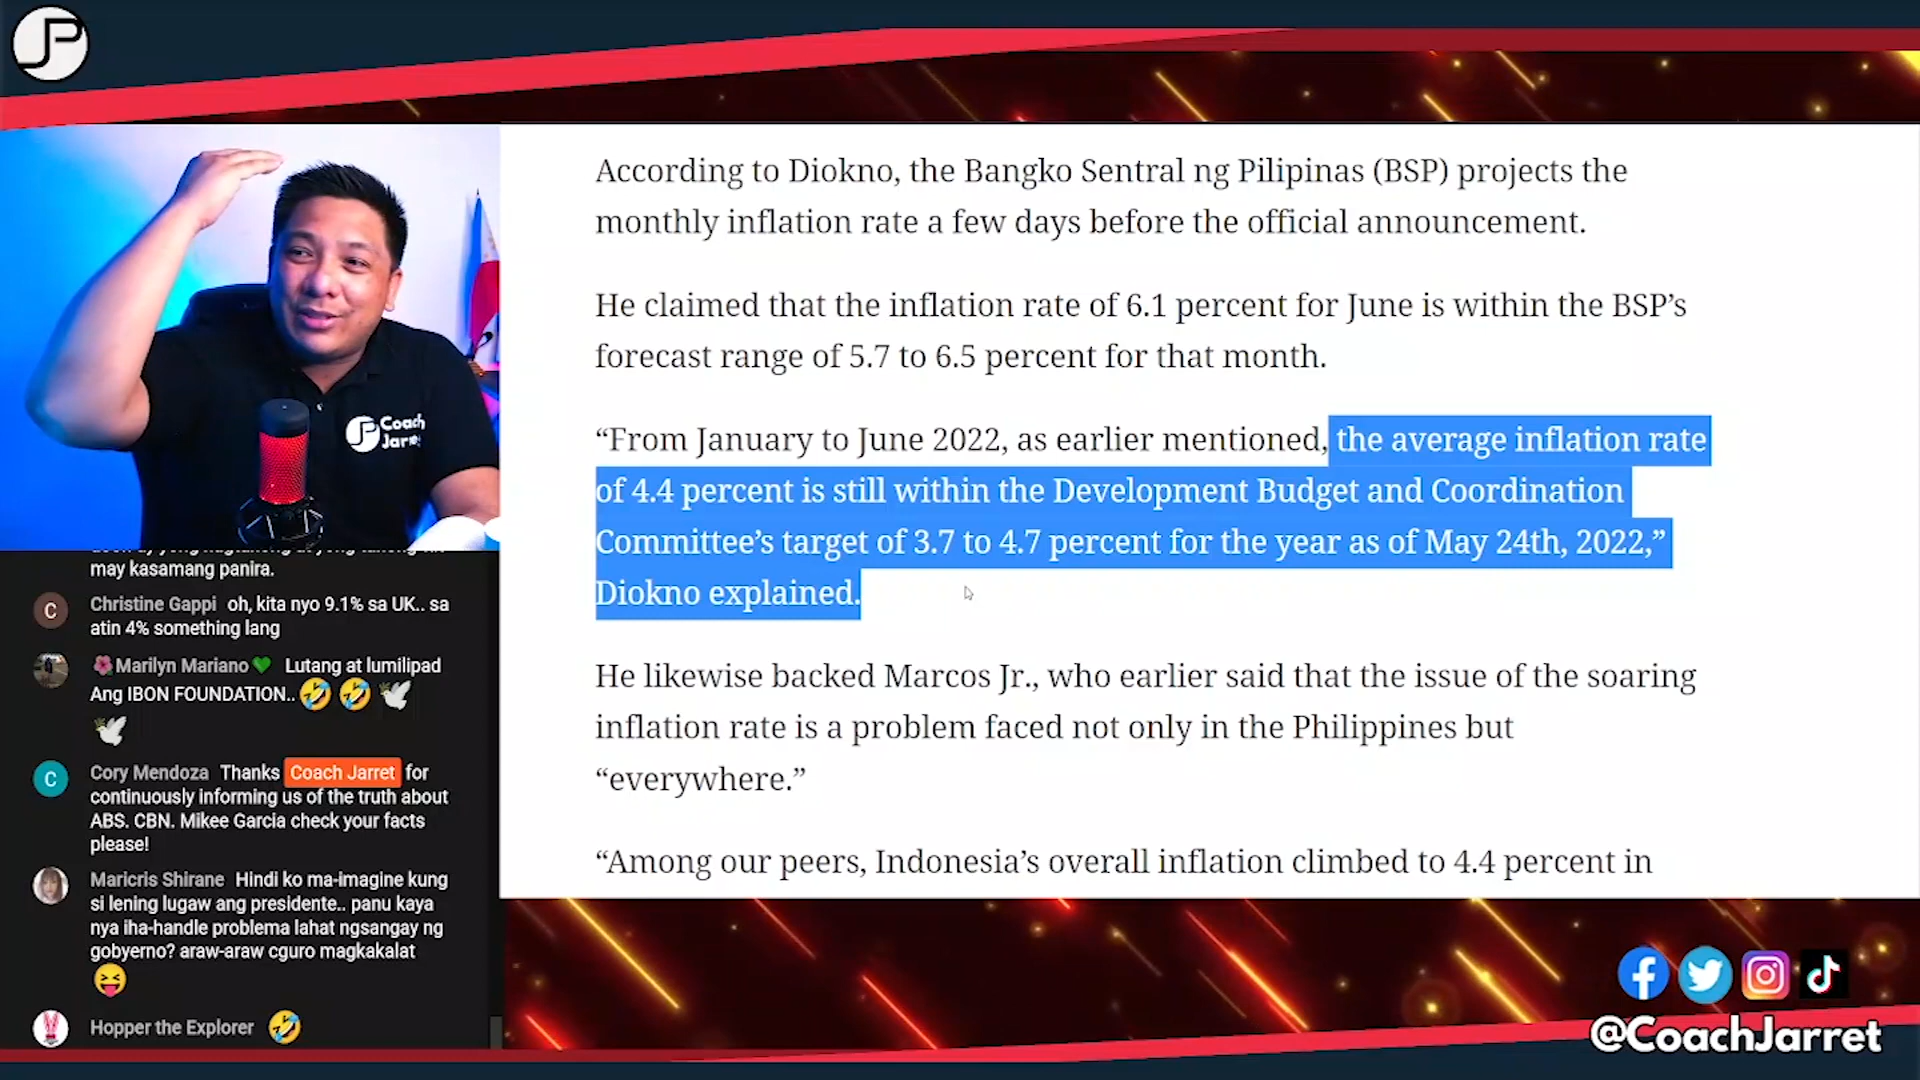 JP
According to Diokno, the Bangko Sentral ng Pilipinas (BSP) projects the
monthly inflation rate a few days before the official announcement.
He claimed that the inflation rate of 6.1 percent for June is within the BSP’s
forecast range of 5.7 to 6.5 percent for that month.
“From January to June 2022, as earlier mentioned, the average inflation rate
of 4.4 percent is still within the Development Budget and Coordination
Committee’s target of 3.7 to 4.7 percent for the year as of May 24th, 2022,”
Diokno explained.
He likewise backed Marcos Jr., who earlier said that the issue of the soaring
inflation rate is a problem faced not only in the Philippines but
“everywhere.”
“Among our peers, Indonesia’s overall inflation climbed to 4.4 percent in
JP Coach
Jarret
may kasamang panira.
C Christine Gappi oh, kita nyo 9.1% sa UK.. sa
atin 4% something lang
🌺Marilyn Mariano💚 Lutang at lumilipad
Ang IBON FOUNDATION.. 🤣 🤣 🕊
🕊
C Cory Mendoza Thanks Coach Jarret for
continuously informing us of the truth about
ABS. CBN. Mikee Garcia check your facts
please!
Maricris Shirane Hindi ko ma-imagine kung
si lening lugaw ang presidente.. panu kaya
nya iha-handle problema lahat ngsangay ng
gobyerno? araw-araw cguro magkakalat
😝
Hopper the Explorer 🤣
@CoachJarret